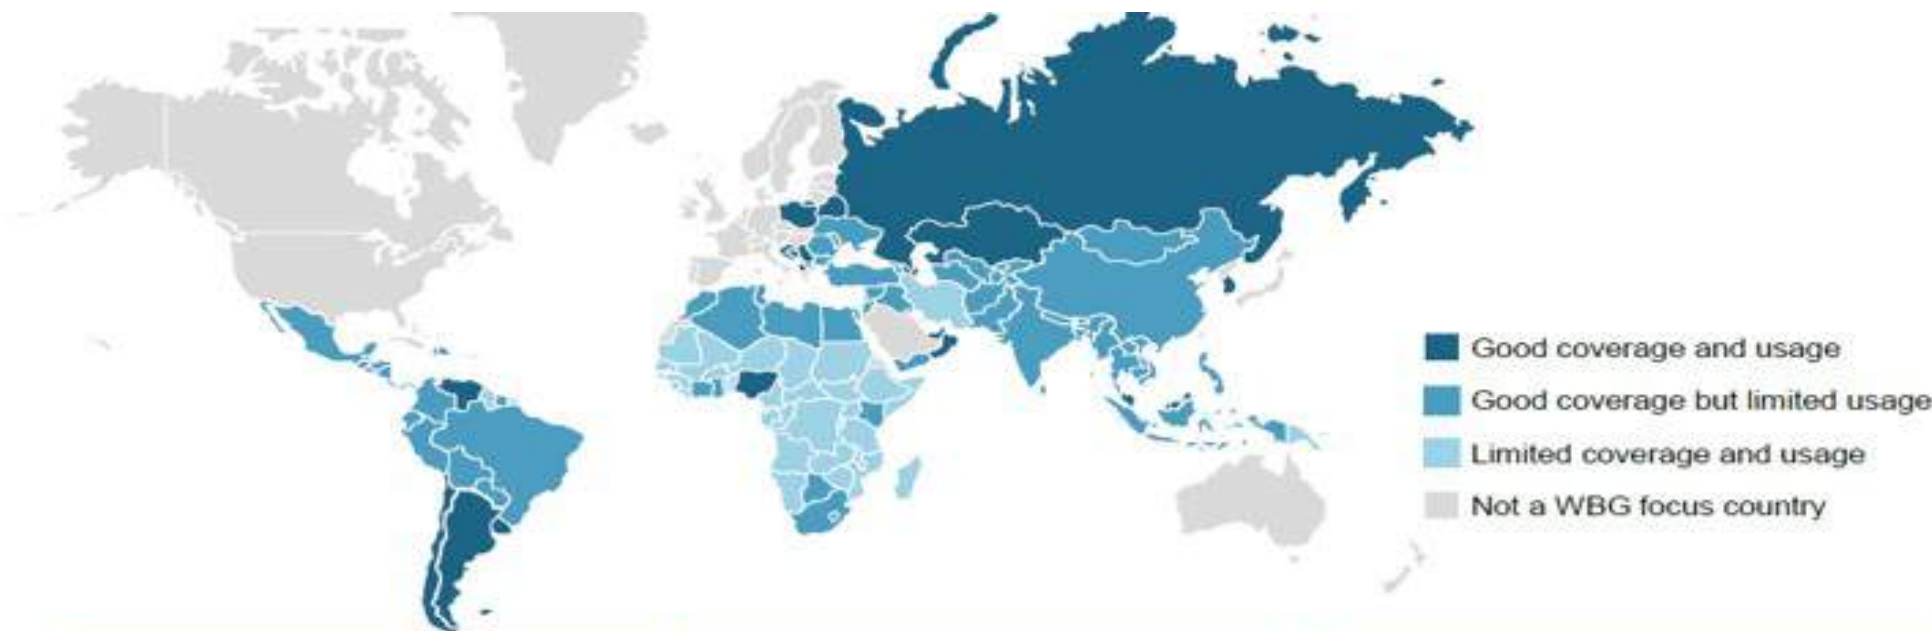 Good coverage and usage
Good coverage but limited usage
Limited coverage and usage
Not a WBG focus country